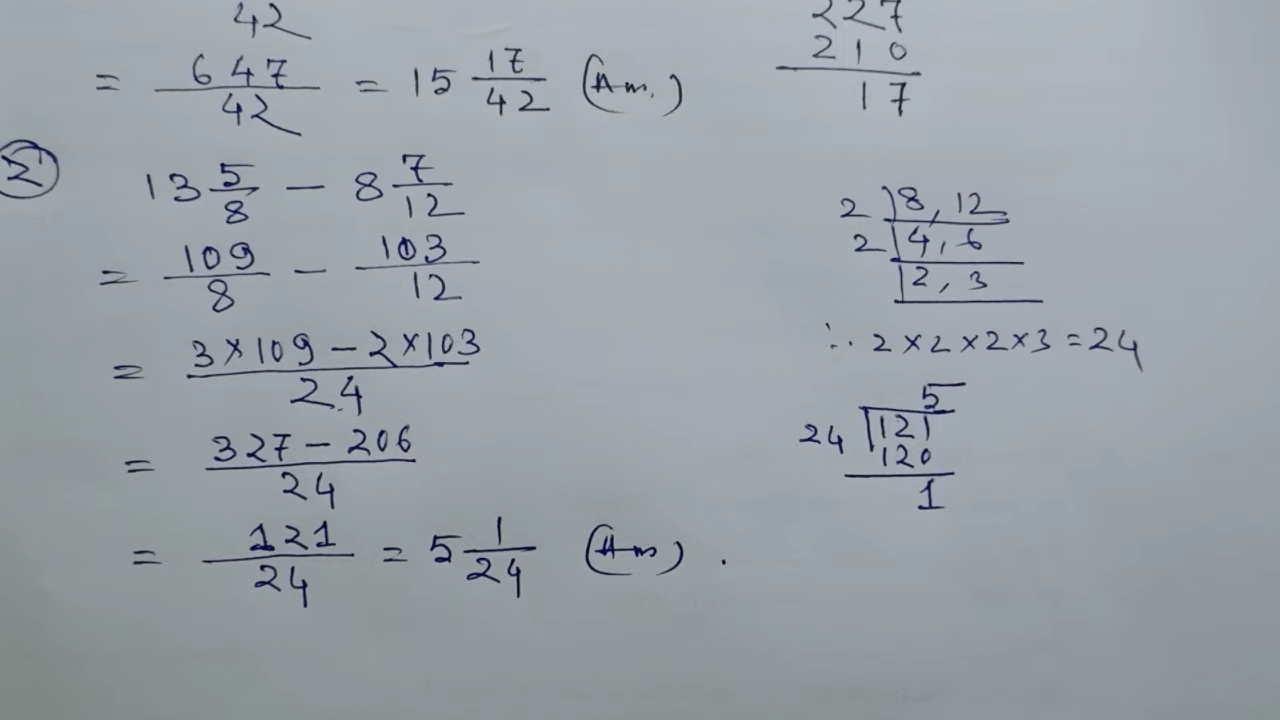 42
= 647/42 = 15 17/42 (Ans.)
227
210
17
2 13 5/8 - 8 7/12
= 109/8 - 103/12
= 3×109-2×103/24
= 327-206/24
= 121/24 = 5 1/24 (Ans).
2 8, 12
2 4, 6
2, 3
∴ 2×2×2×3=24
5
24 121
120
1